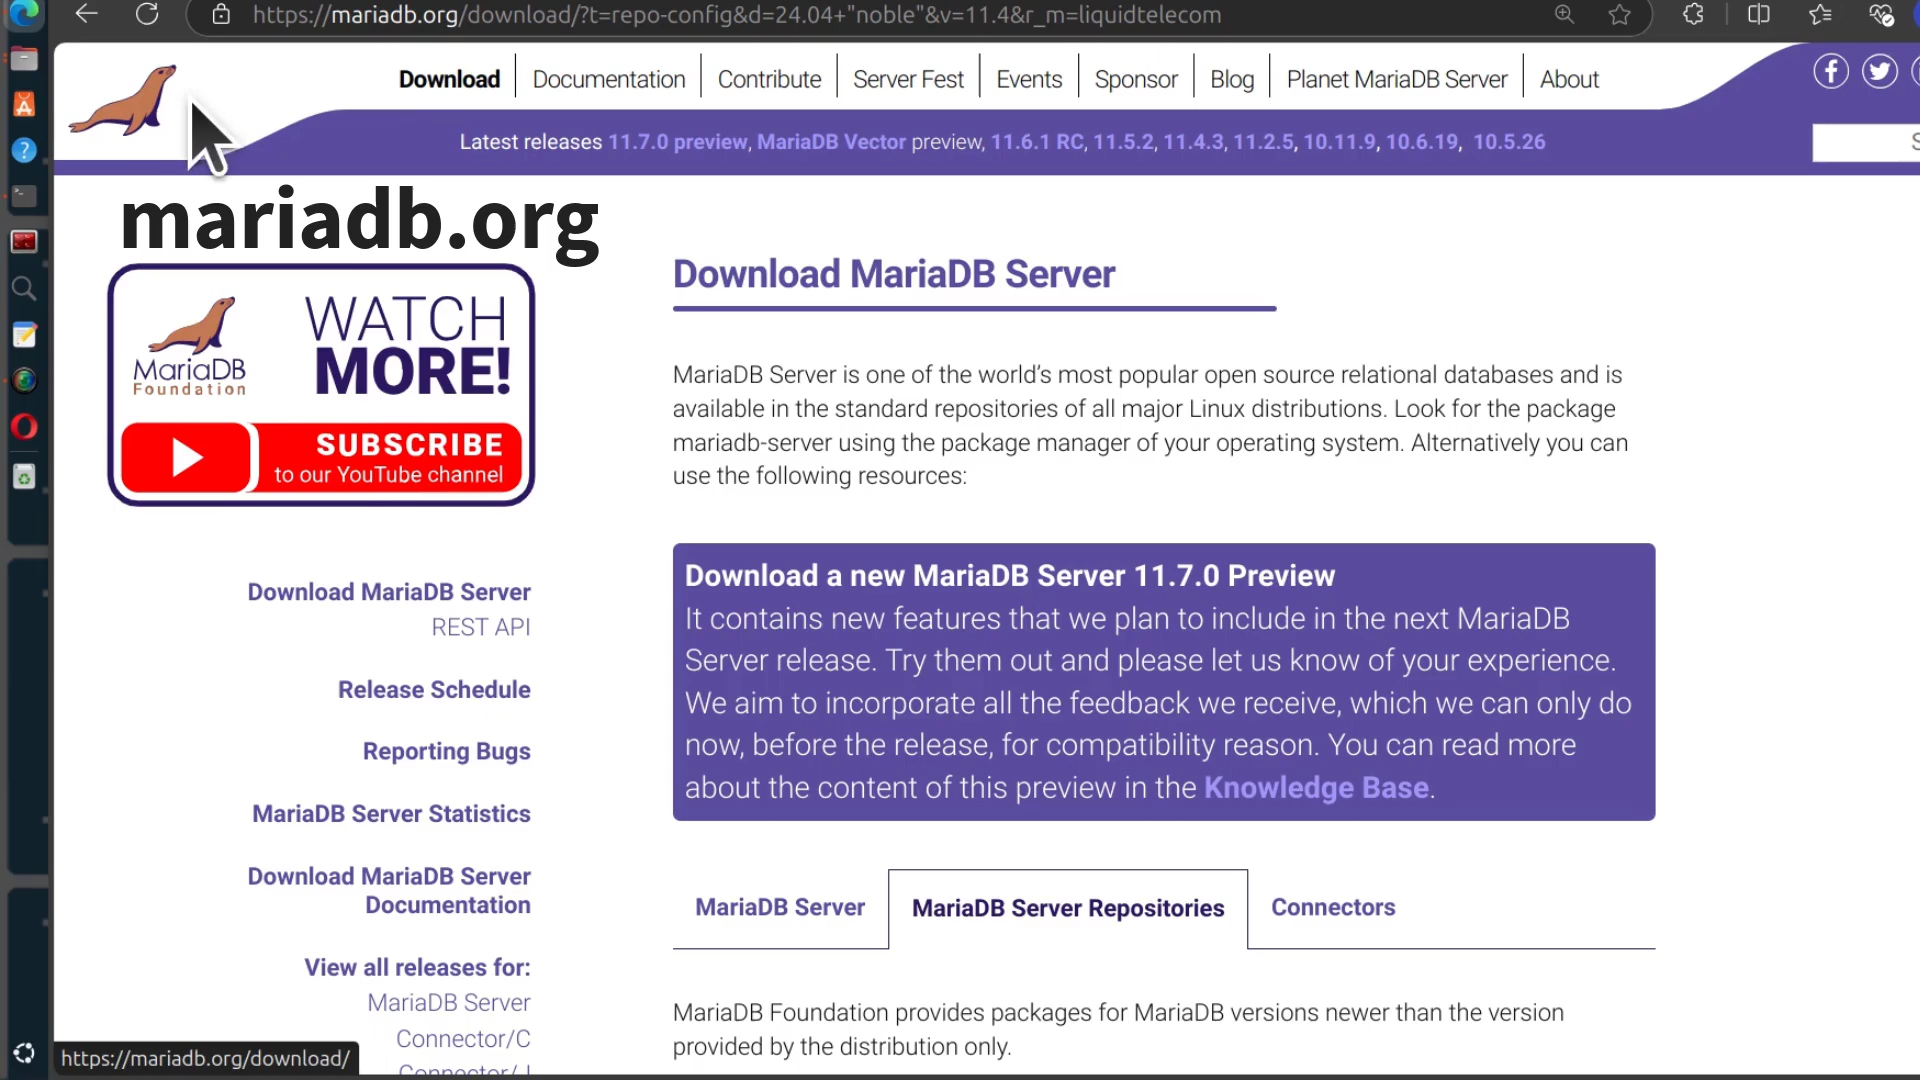 https://mariadb.org/download/?t=repo-config&d=24.04+"noble"&v=11.4&r_m=liquidtelecom
Download
Documentation
Contribute
Server Fest
Events
Sponsor
Blog
Planet MariaDB Server
About
Latest releases 11.7.0 preview, MariaDB Vector preview, 11.6.1 RC, 11.5.2, 11.4.3, 11.2.5, 10.11.9, 10.6.19, 10.5.26
mariadb.org
MariaDB
Foundation
WATCH
MORE!
SUBSCRIBE
to our YouTube channel
Download MariaDB Server
REST API
Release Schedule
Reporting Bugs
MariaDB Server Statistics
Download MariaDB Server
Documentation
View all releases for:
MariaDB Server
Connector/C
Connector/J
Download MariaDB Server
MariaDB Server is one of the world's most popular open source relational databases and is
available in the standard repositories of all major Linux distributions. Look for the package
mariadb-server using the package manager of your operating system. Alternatively you can
use the following resources:
Download a new MariaDB Server 11.7.0 Preview
It contains new features that we plan to include in the next MariaDB
Server release. Try them out and please let us know of your experience.
We aim to incorporate all the feedback we receive, which we can only do
now, before the release, for compatibility reason. You can read more
about the content of this preview in the Knowledge Base.
MariaDB Server
MariaDB Server Repositories
Connectors
MariaDB Foundation provides packages for MariaDB versions newer than the version
provided by the distribution only.
https://mariadb.org/download/